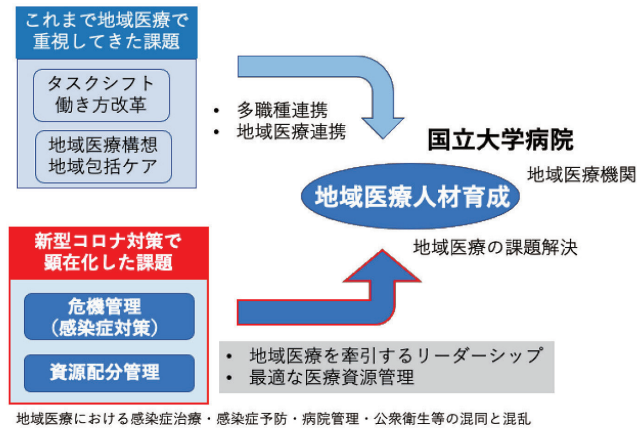 これまで地域医療で
重視してきた課題
タスクシフト
働き方改革
地域医療構想
地域包括ケア
• 多職種連携
• 地域医療連携
国立大学病院
地域医療機関
地域医療人材育成
地域医療の課題解決
新型コロナ対策で
顕在化した課題
危機管理
（感染症対策）
資源配分管理
• 地域医療を牽引するリーダーシップ
• 最適な医療資源管理
地域医療における感染症治療・感染症予防・病院管理・公衆衛生等の混同と混乱